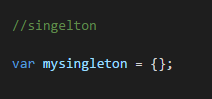 //singelton
var mysingleton = {};